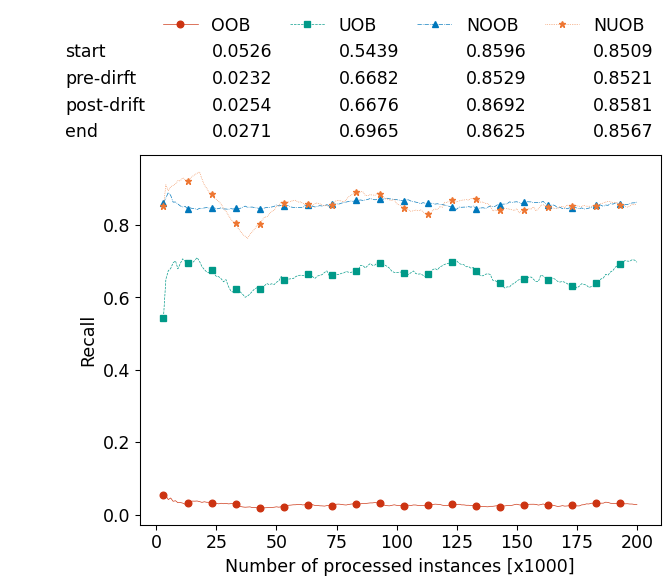 OOB UOB NOOB NUOB
start 0.0526 0.5439 0.8596 0.8509
pre-dirft 0.0232 0.6682 0.8529 0.8521
post-drift 0.0254 0.6676 0.8692 0.8581
end 0.0271 0.6965 0.8625 0.8567
0.8
0.6
0.4
0.2
0.0
Recall
0 25 50 75 100 125 150 175 200
Number of processed instances [x1000]